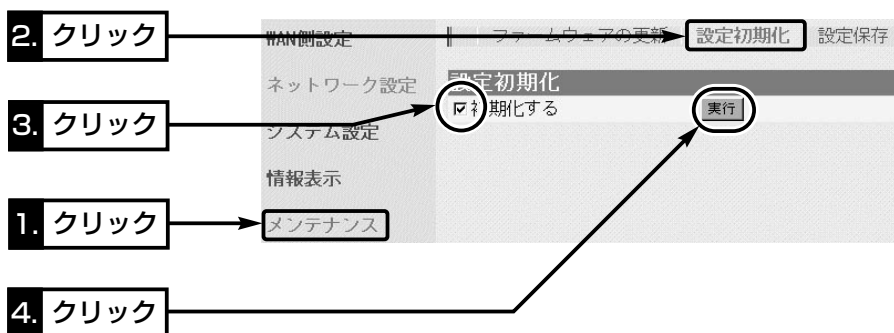 2. クリック
WAN側設定
ファームウェアの更新 設定初期化 設定保存
ネットワーク設定
設定初期化
初期化する 実行
3. クリック
システム設定
情報表示
1. クリック
メンテナンス
4. クリック